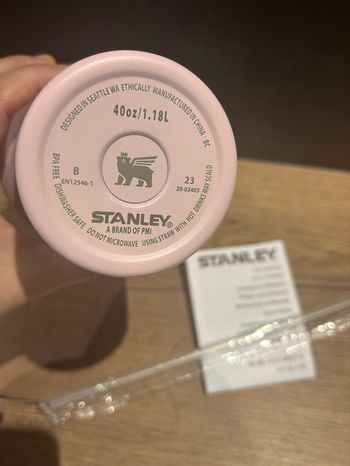 DESIGNED IN SEATTLE WA ETHICALLY MANUFACTURED IN CHINA - BC
40oz/1.18L
B
EN12546-1
23
20-03403
STANLEY®
A BRAND OF PMI
BPA FREE DISHWASHER SAFE DO NOT MICROWAVE USING STRAW WITH HOT DRINKS MAY SCALD
STANLEY